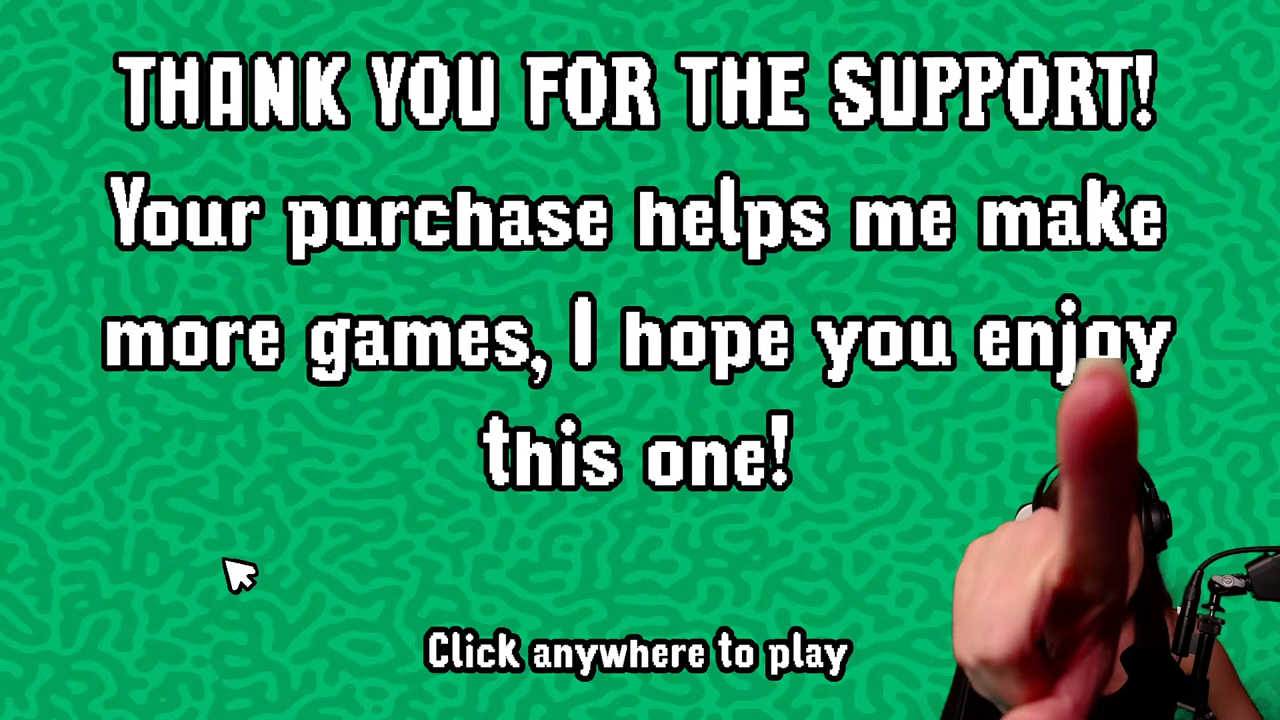 THANK YOU FOR THE SUPPORT!
Your purchase helps me make
more games, I hope you enjoy
this one!
Click anywhere to play